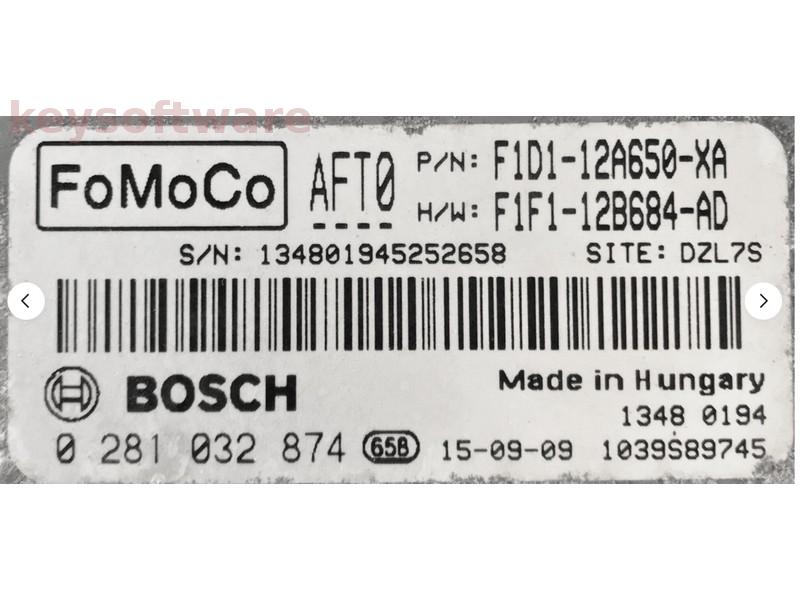 keysoftware
FoMoCo AFT0 P/N: F1D1-12A650-XA
H/W: F1F1-12B684-AD
S/N: 134801945252658 SITE: DZL7S
BOSCH Made in Hungary
1348 0194
0 281 032 874 65B 15-09-09 1039S89745